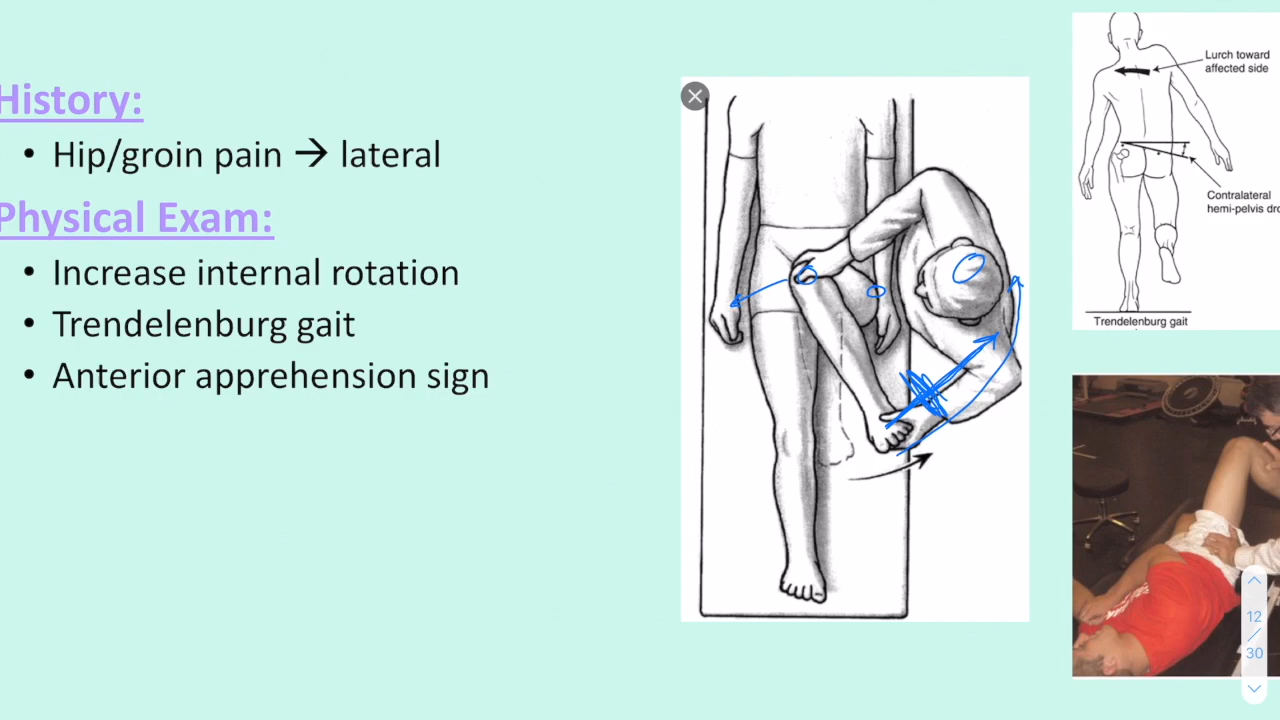 History:
• Hip/groin pain → lateral
Physical Exam:
• Increase internal rotation
• Trendelenburg gait
• Anterior apprehension sign
Lurch toward
affected side
Contralateral
hemi-pelvis dro
Trendelenburg gait
12
/
30